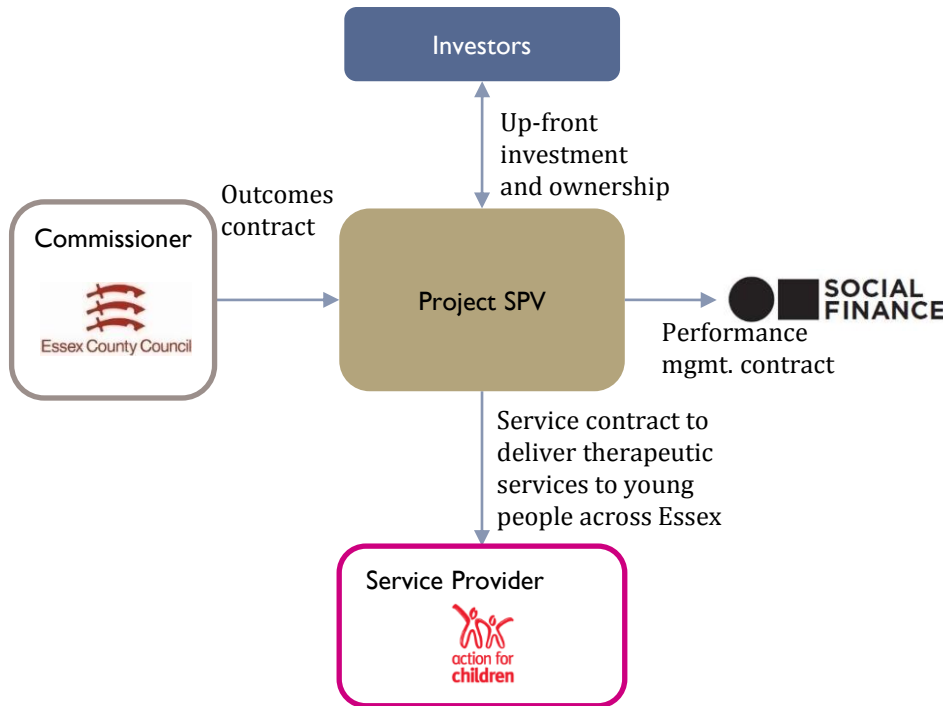 Investors
Up-front
investment
and ownership
Outcomes
contract
Commissioner
Essex County Council
Project SPV
SOCIAL
FINANCE
Performance
mgmt. contract
Service contract to
deliver therapeutic
services to young
people across Essex
Service Provider
action for
children